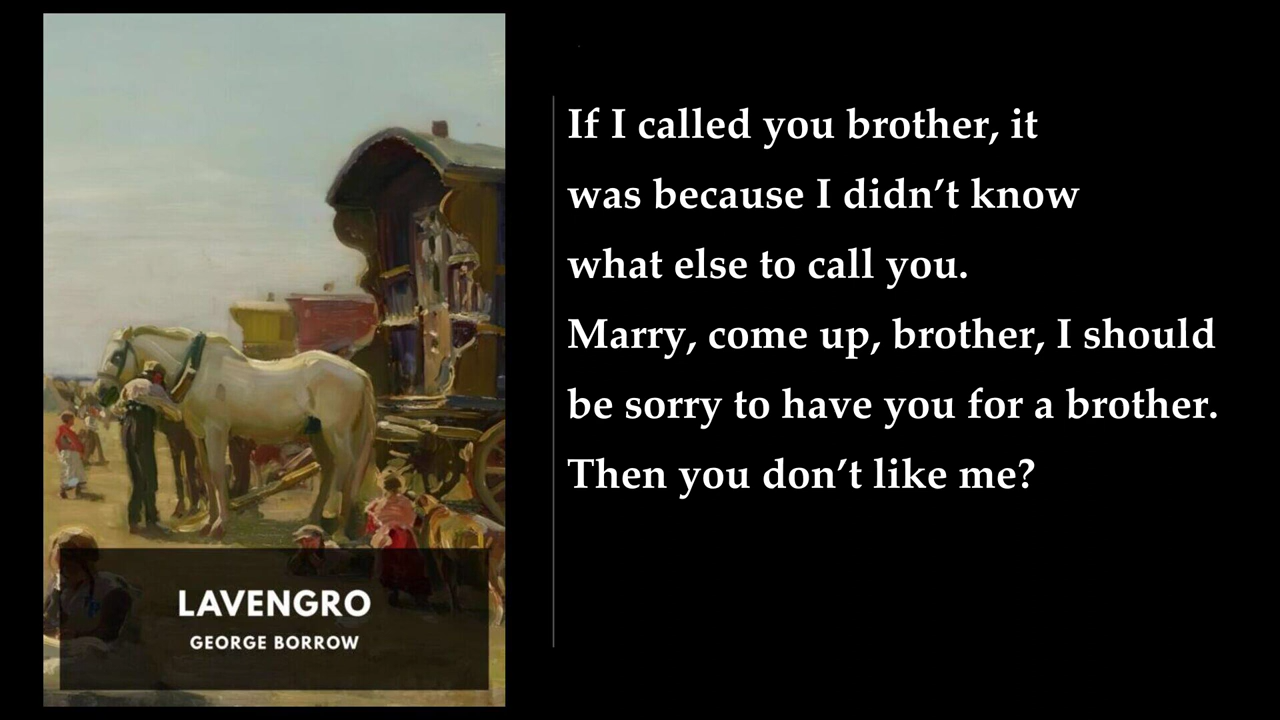 If I called you brother, it
was because I didn’t know
what else to call you.
Marry, come up, brother, I should
be sorry to have you for a brother.
Then you don’t like me?
LAVENGRO
GEORGE BORROW